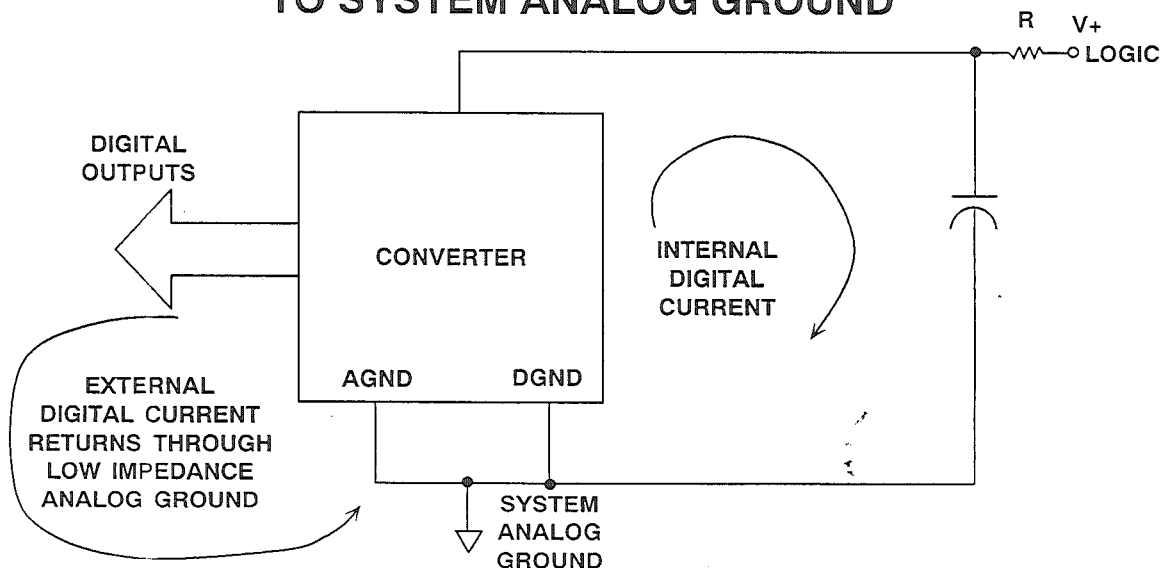 TO SYSTEM ANALOG GROUND
R
V+
LOGIC
DIGITAL
OUTPUTS
CONVERTER
INTERNAL
DIGITAL
CURRENT
AGND
DGND
EXTERNAL
DIGITAL CURRENT
RETURNS THROUGH
LOW IMPEDANCE
ANALOG GROUND
SYSTEM
ANALOG
GROUND